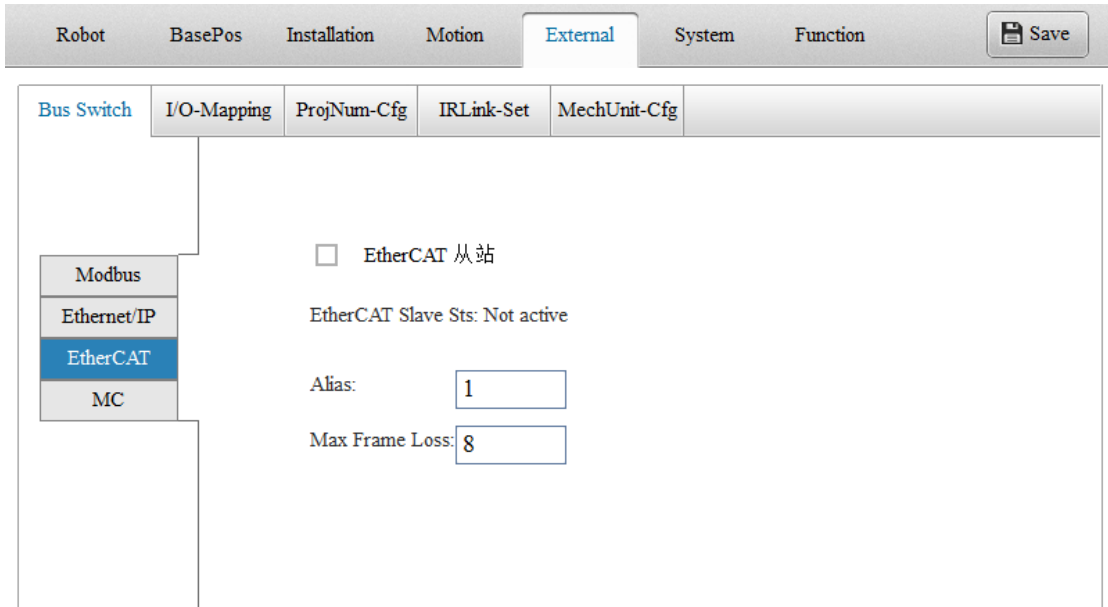 Robot BasePos Installation Motion External System Function Save
Bus Switch I/O-Mapping ProjNum-Cfg IRLink-Set MechUnit-Cfg
EtherCAT 从站
Modbus
Ethernet/IP
EtherCAT
MC
EtherCAT Slave Sts: Not active
Alias: 1
Max Frame Loss: 8